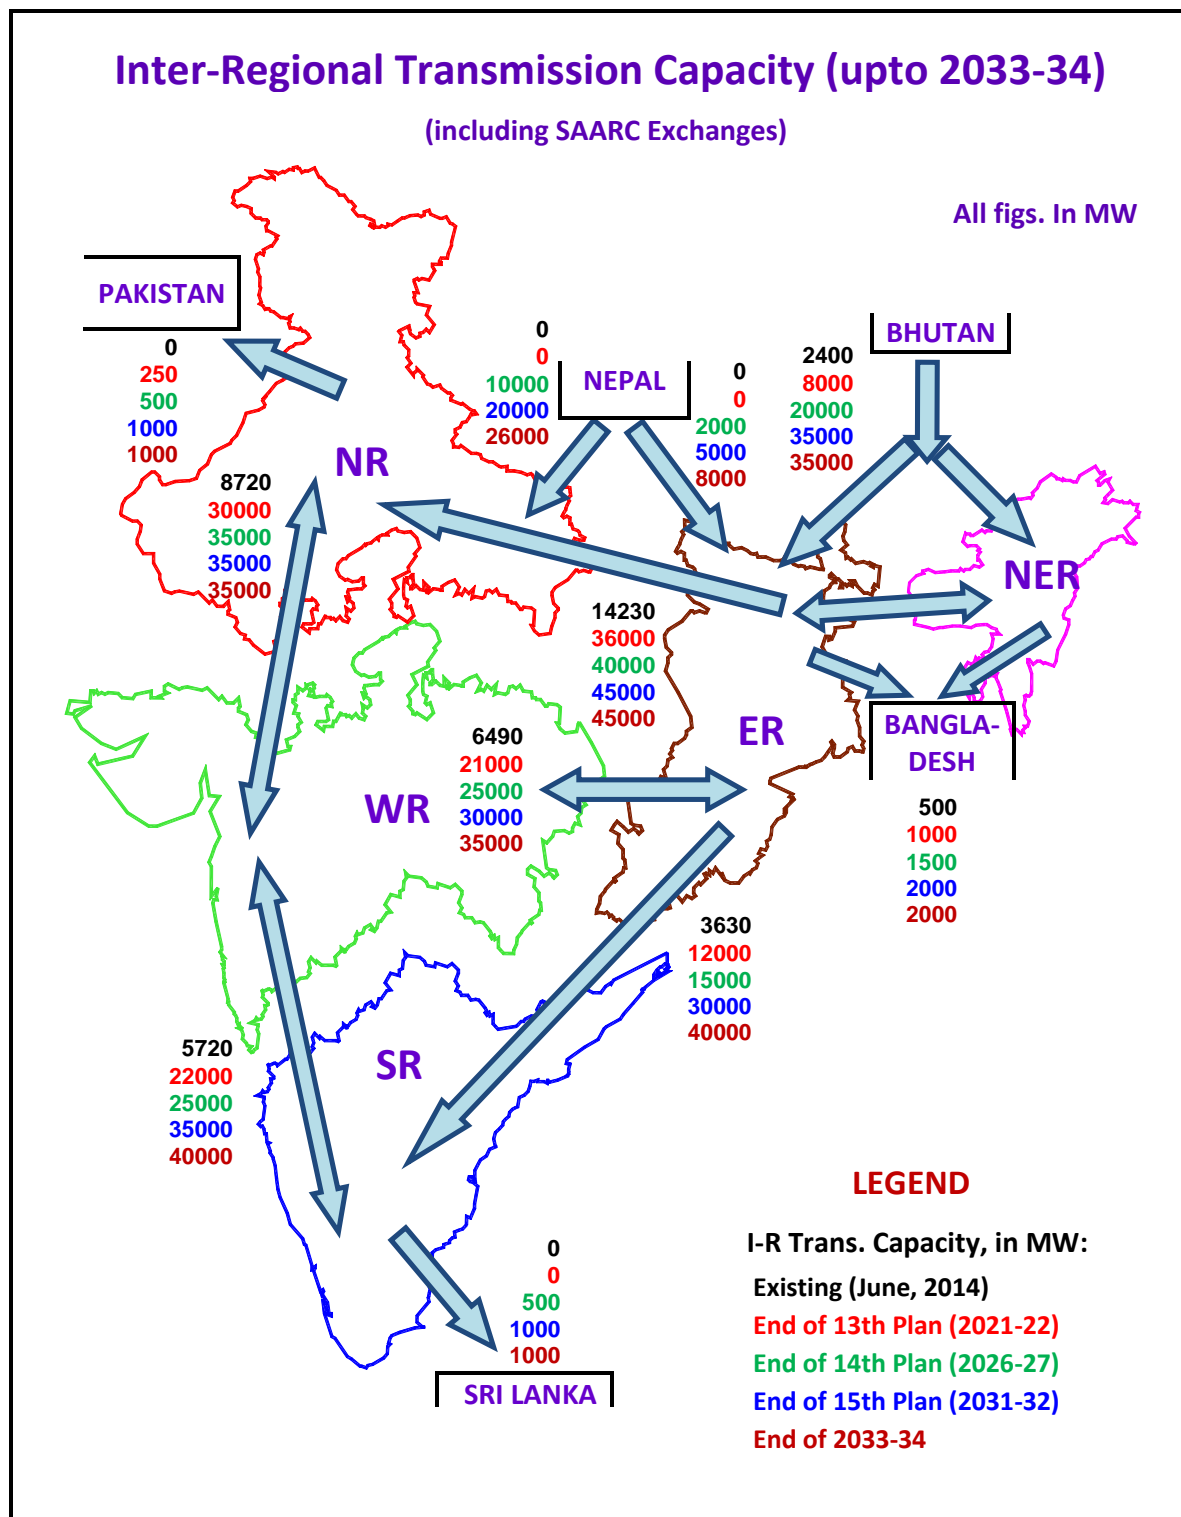 Inter-Regional Transmission Capacity (upto 2033-34)
(including SAARC Exchanges)
All figs. In MW
PAKISTAN
0
250
500
1000
1000
0
0
10000
20000
26000
NEPAL
0
0
2000
5000
8000
2400
8000
20000
35000
35000
BHUTAN
NR
8720
30000
35000
35000
35000
NER
14230
36000
40000
45000
45000
ER
BANGLA-
DESH
500
1000
1500
2000
2000
WR
6490
21000
25000
30000
35000
3630
12000
15000
30000
40000
SR
5720
22000
25000
35000
40000
0
0
500
1000
1000
SRI LANKA
LEGEND
I-R Trans. Capacity, in MW:
Existing (June, 2014)
End of 13th Plan (2021-22)
End of 14th Plan (2026-27)
End of 15th Plan (2031-32)
End of 2033-34